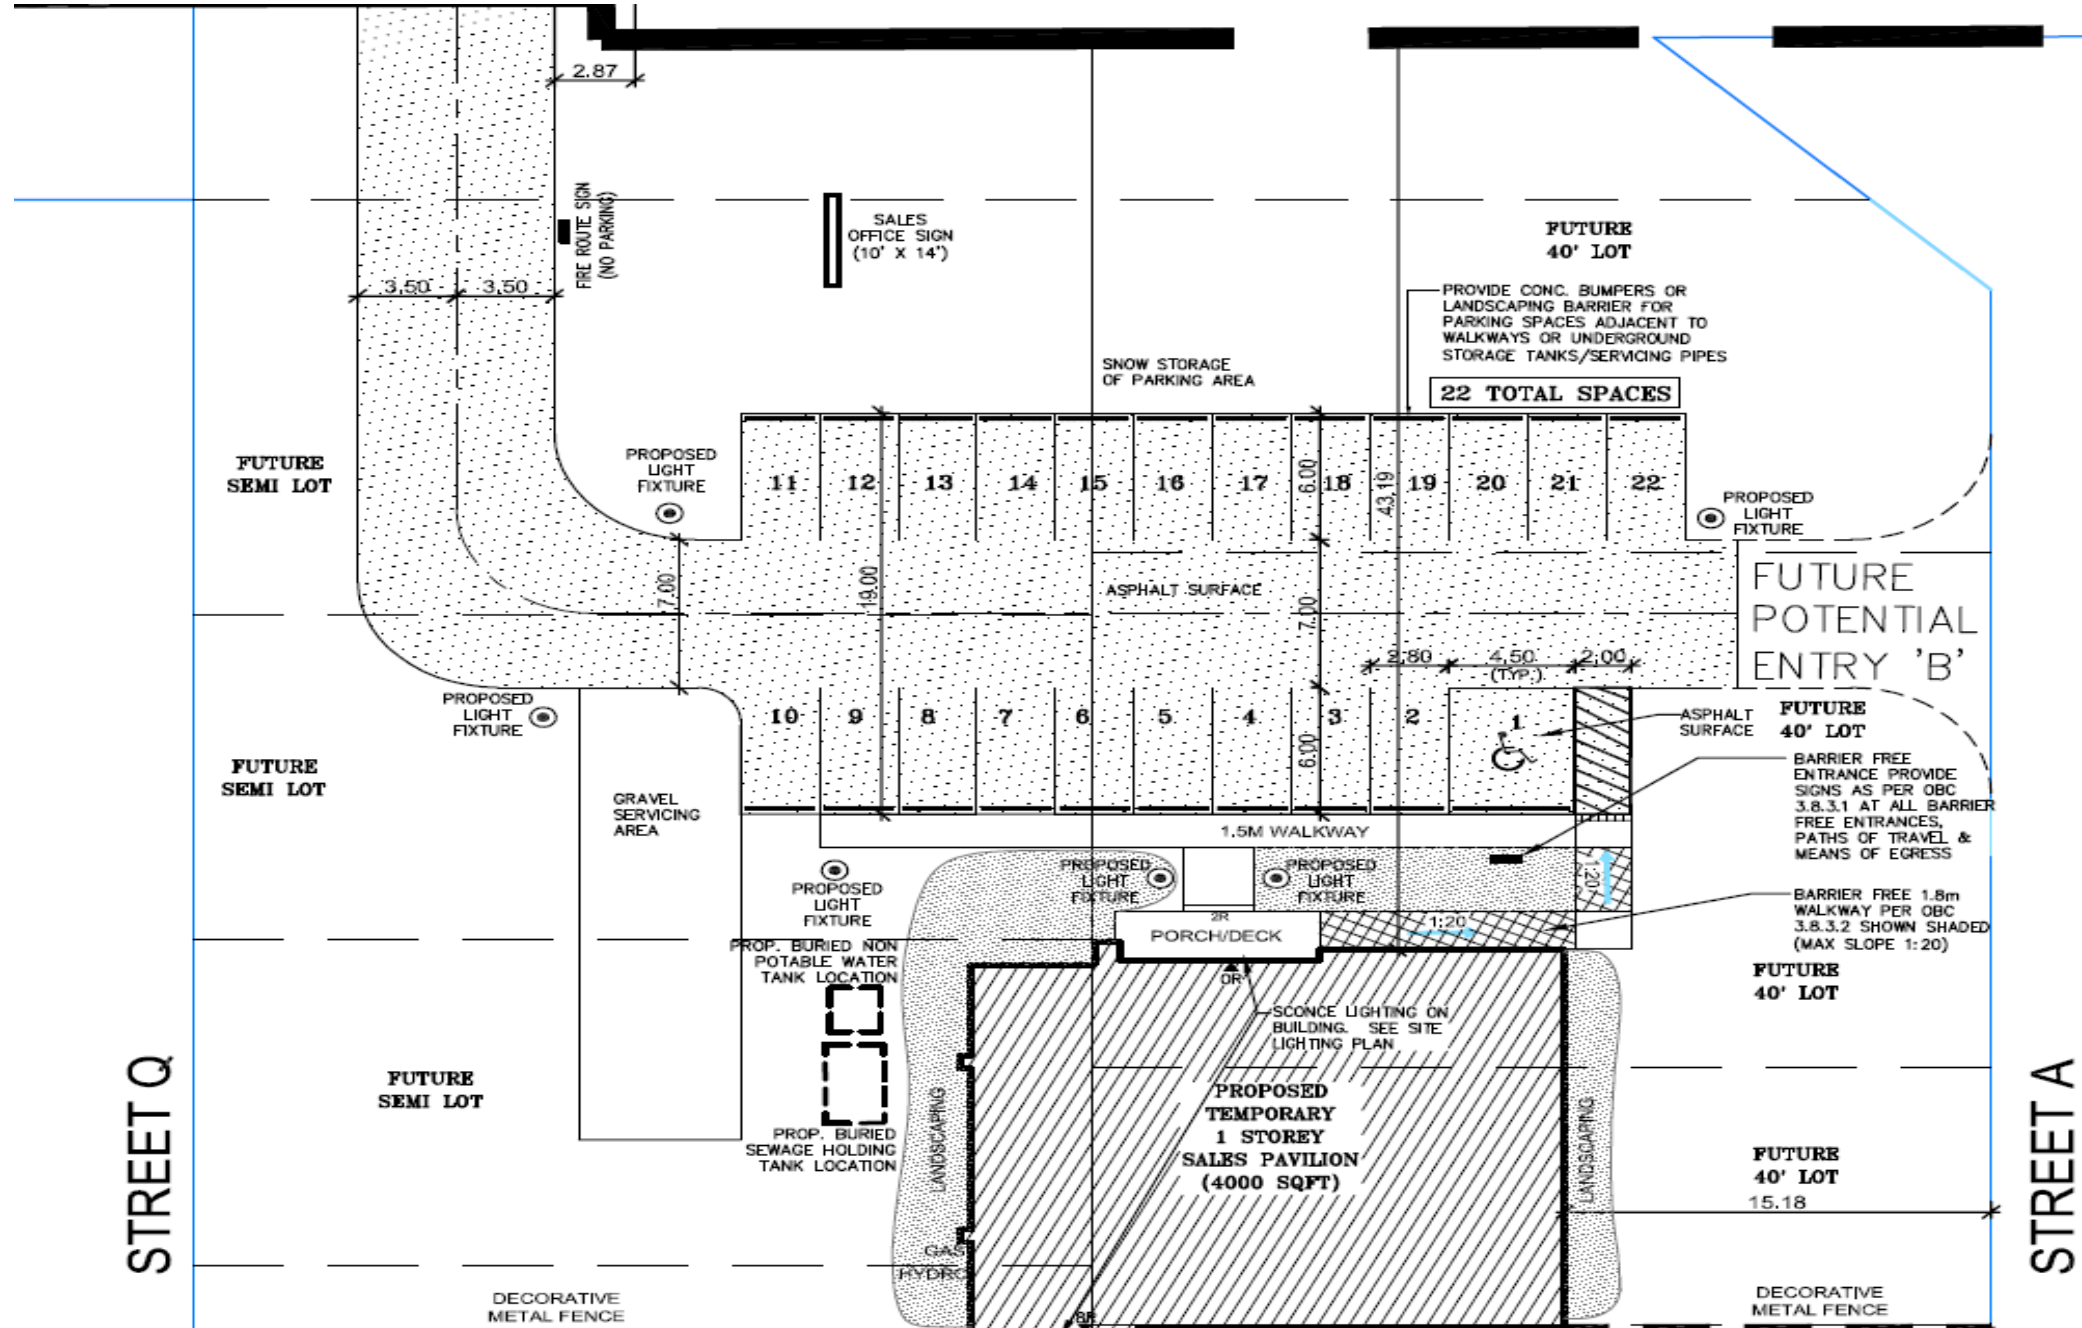 2.87
FIRE ROUTE SIGN
(NO PARKING)
SALES
OFFICE SIGN
(10' X 14')
FUTURE
40' LOT
3.50
3.50
PROVIDE CONC. BUMPERS OR
LANDSCAPING BARRIER FOR
PARKING SPACES ADJACENT TO
WALKWAYS OR UNDERGROUND
STORAGE TANKS/SERVICING PIPES
SNOW STORAGE
OF PARKING AREA
22 TOTAL SPACES
FUTURE
SEMI LOT
PROPOSED
LIGHT
FIXTURE
11
12
13
14
15
16
17
6.00
18
43.19
19
20
21
22
PROPOSED
LIGHT
FIXTURE
7.00
19.00
ASPHALT SURFACE
7.00
FUTURE
POTENTIAL
ENTRY 'B'
2.80
4.50
(TYP.)
2.00
PROPOSED
LIGHT
FIXTURE
10
9
8
7
6
5
4
6.00
3
2
1
ASPHALT
SURFACE
FUTURE
40' LOT
FUTURE
SEMI LOT
GRAVEL
SERVICING
AREA
BARRIER FREE
ENTRANCE PROVIDE
SIGNS AS PER OBC
3.8.3.1 AT ALL BARRIER
FREE ENTRANCES,
PATHS OF TRAVEL &
MEANS OF EGRESS
1.5M WALKWAY
PROPOSED
LIGHT
FIXTURE
PROPOSED
LIGHT
FIXTURE
PROPOSED
LIGHT
FIXTURE
1:20
BARRIER FREE 1.8m
WALKWAY PER OBC
3.8.3.2 SHOWN SHADED
(MAX SLOPE 1:20)
2R
PORCH/DECK
1:20
PROP. BURIED NON
POTABLE WATER
TANK LOCATION
DR
FUTURE
40' LOT
SCONCE LIGHTING ON
BUILDING. SEE SITE
LIGHTING PLAN
FUTURE
SEMI LOT
PROP. BURIED
SEWAGE HOLDING
TANK LOCATION
LANDSCAPING
PROPOSED
TEMPORARY
1 STOREY
SALES PAVILION
(4000 SQFT)
LANDSCAPING
FUTURE
40' LOT
15.18
STREET Q
STREET A
GAS
HYDRO
DECORATIVE
METAL FENCE
8R
DECORATIVE
METAL FENCE